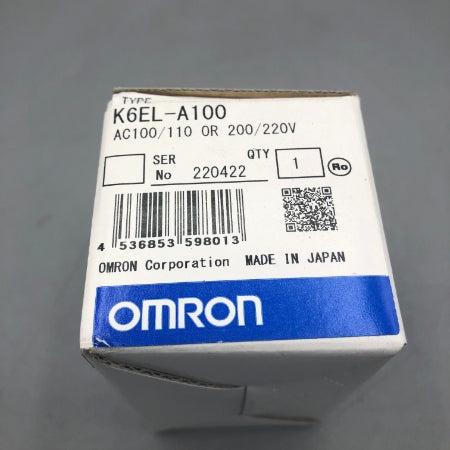 TYPE
K6EL-A100
AC100/110 OR 200/220V
SER No 220422 QTY 1 Ro
4 536853 598013
OMRON Corporation MADE IN JAPAN
OMRON